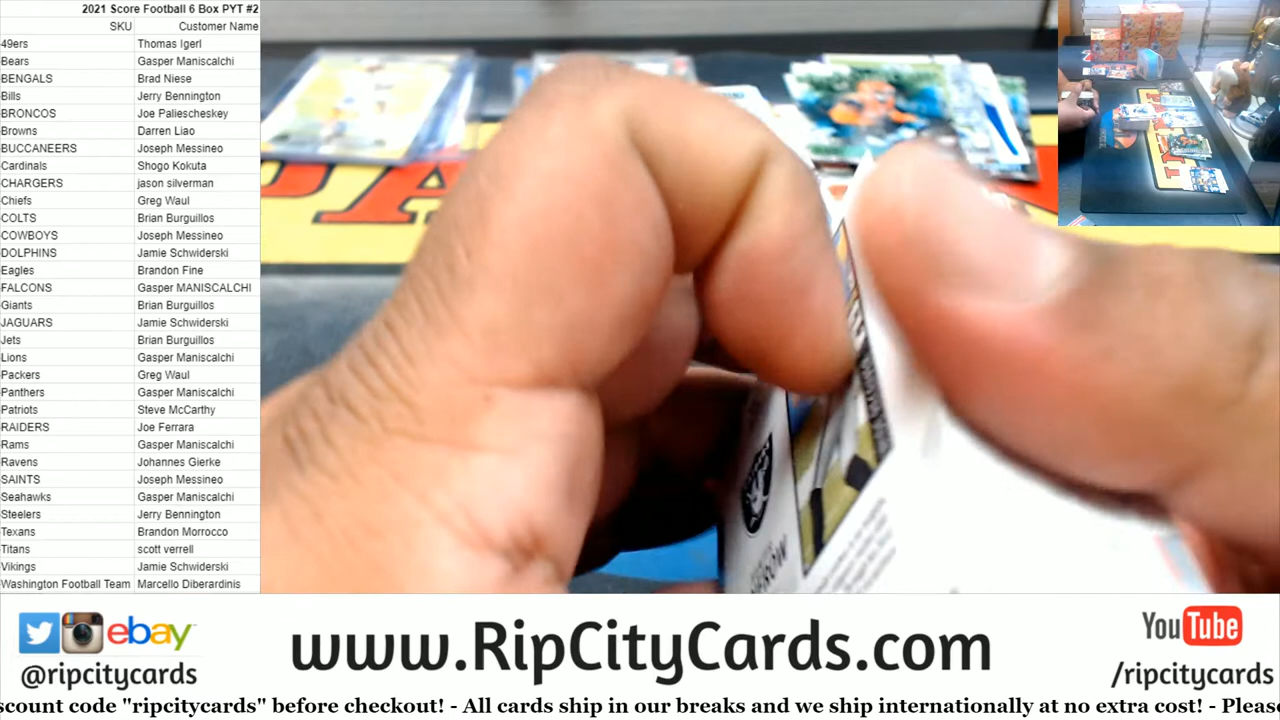 2021 Score Football 6 Box PYT #2
SKU Customer Name
49ers Thomas Igerl
Bears Gasper Maniscalchi
BENGALS Brad Niese
Bills Jerry Bennington
BRONCOS Joe Paliescheskey
Browns Darren Liao
BUCCANEERS Joseph Messineo
Cardinals Shogo Kokuta
CHARGERS jason silverman
Chiefs Greg Waul
COLTS Brian Burguillos
COWBOYS Joseph Messineo
DOLPHINS Jamie Schwiderski
Eagles Brandon Fine
FALCONS Gasper MANISCALCHI
Giants Brian Burguillos
JAGUARS Jamie Schwiderski
Jets Brian Burguillos
Lions Gasper Maniscalchi
Packers Greg Waul
Panthers Gasper Maniscalchi
Patriots Steve McCarthy
RAIDERS Joe Ferrara
Rams Gasper Maniscalchi
Ravens Johannes Gierke
SAINTS Joseph Messineo
Seahawks Gasper Maniscalchi
Steelers Jerry Bennington
Texans Brandon Morrocco
Titans scott verrell
Vikings Jamie Schwiderski
Washington Football Team Marcello Diberardinis
ebay
@ripcitycards
www.RipCityCards.com
YouTube
/ripcitycards
scount code "ripcitycards" before checkout! - All cards ship in our breaks and we ship internationally at no extra cost! - Please